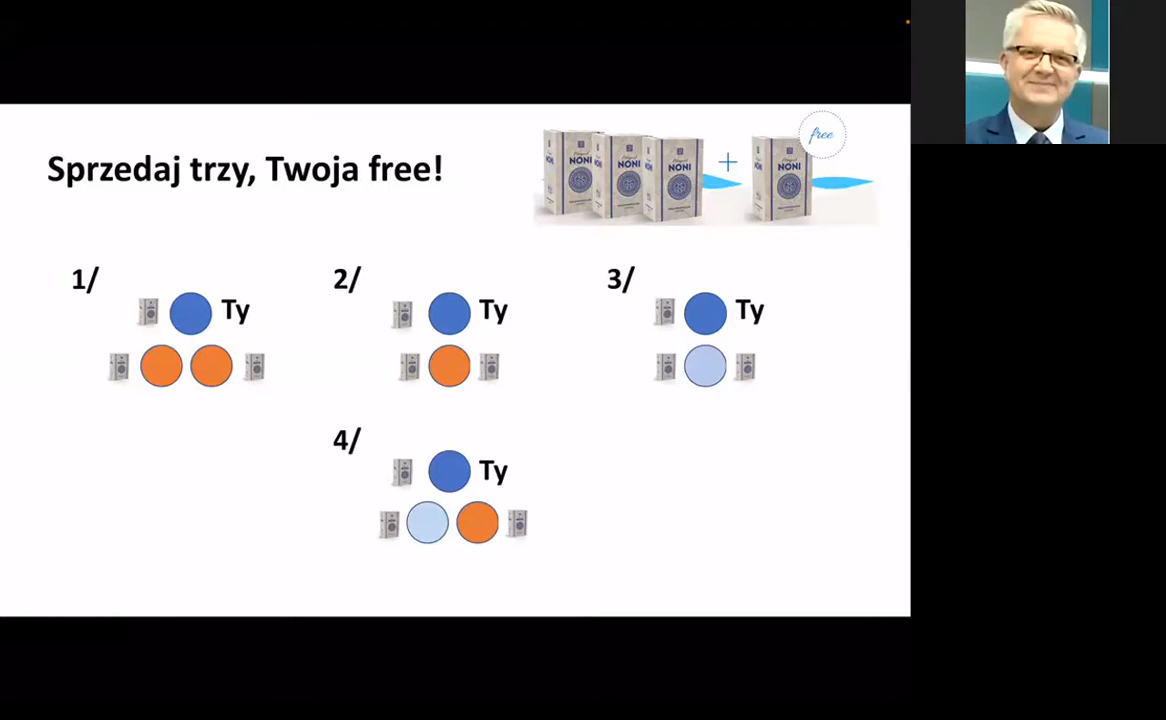 free
Sprzedaj trzy, Twoja free!
NONI
NONI
NONI
+
NONI
1/
Ty
2/
Ty
3/
Ty
4/
Ty